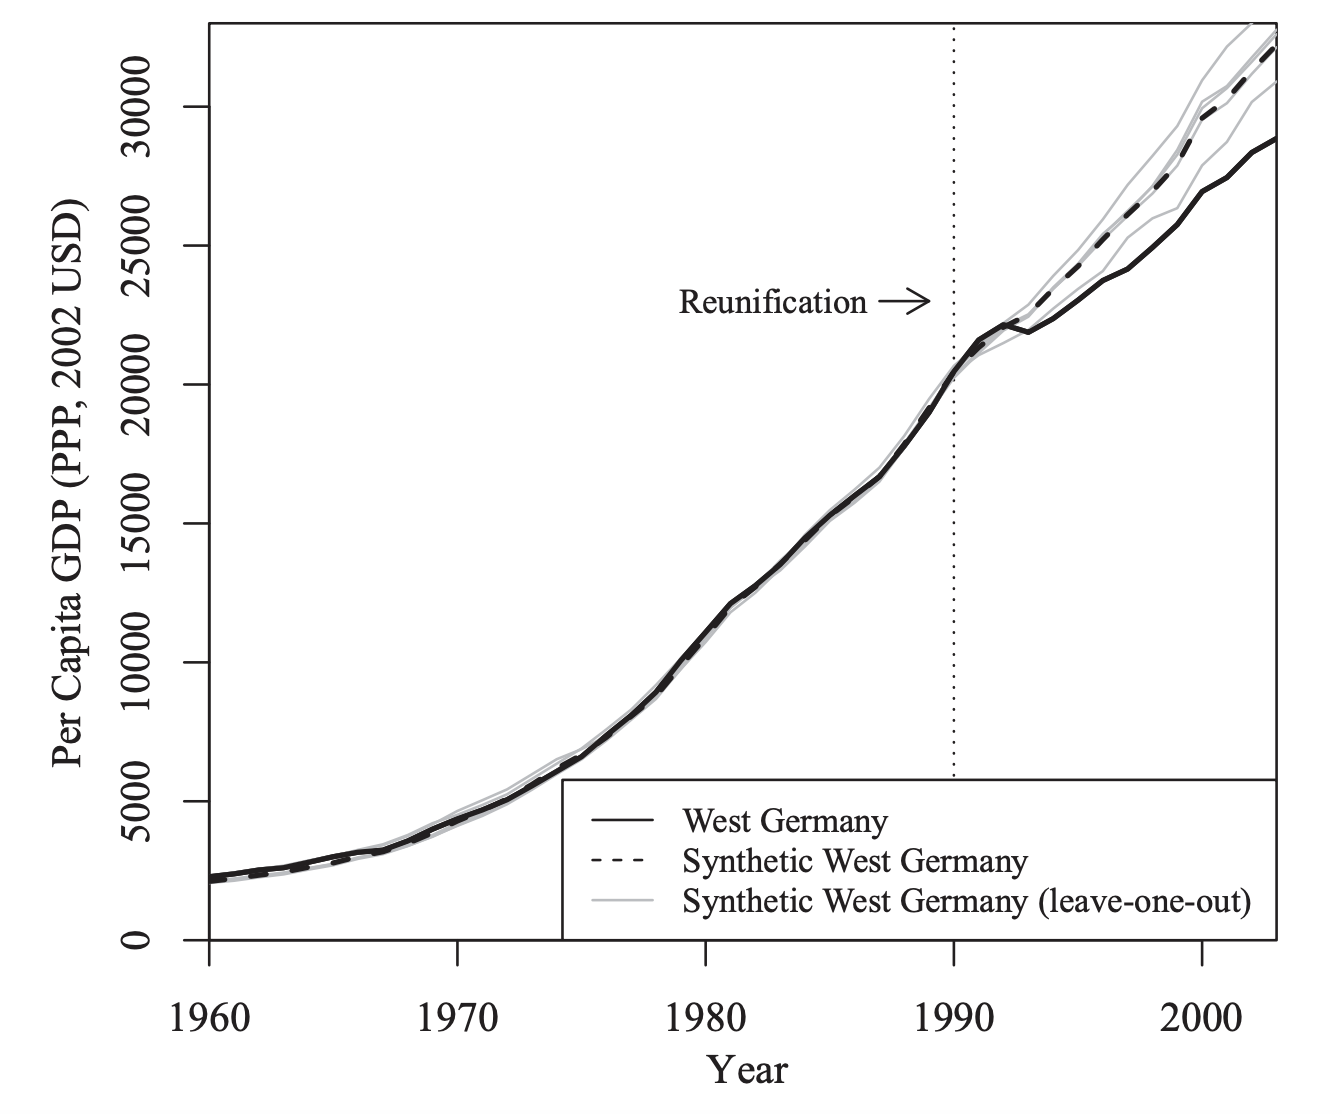 30000
25000
20000
15000
10000
5000
0
Per Capita GDP (PPP, 2002 USD)
Reunification
West Germany
Synthetic West Germany
Synthetic West Germany (leave-one-out)
1960 1970 1980 1990 2000
Year